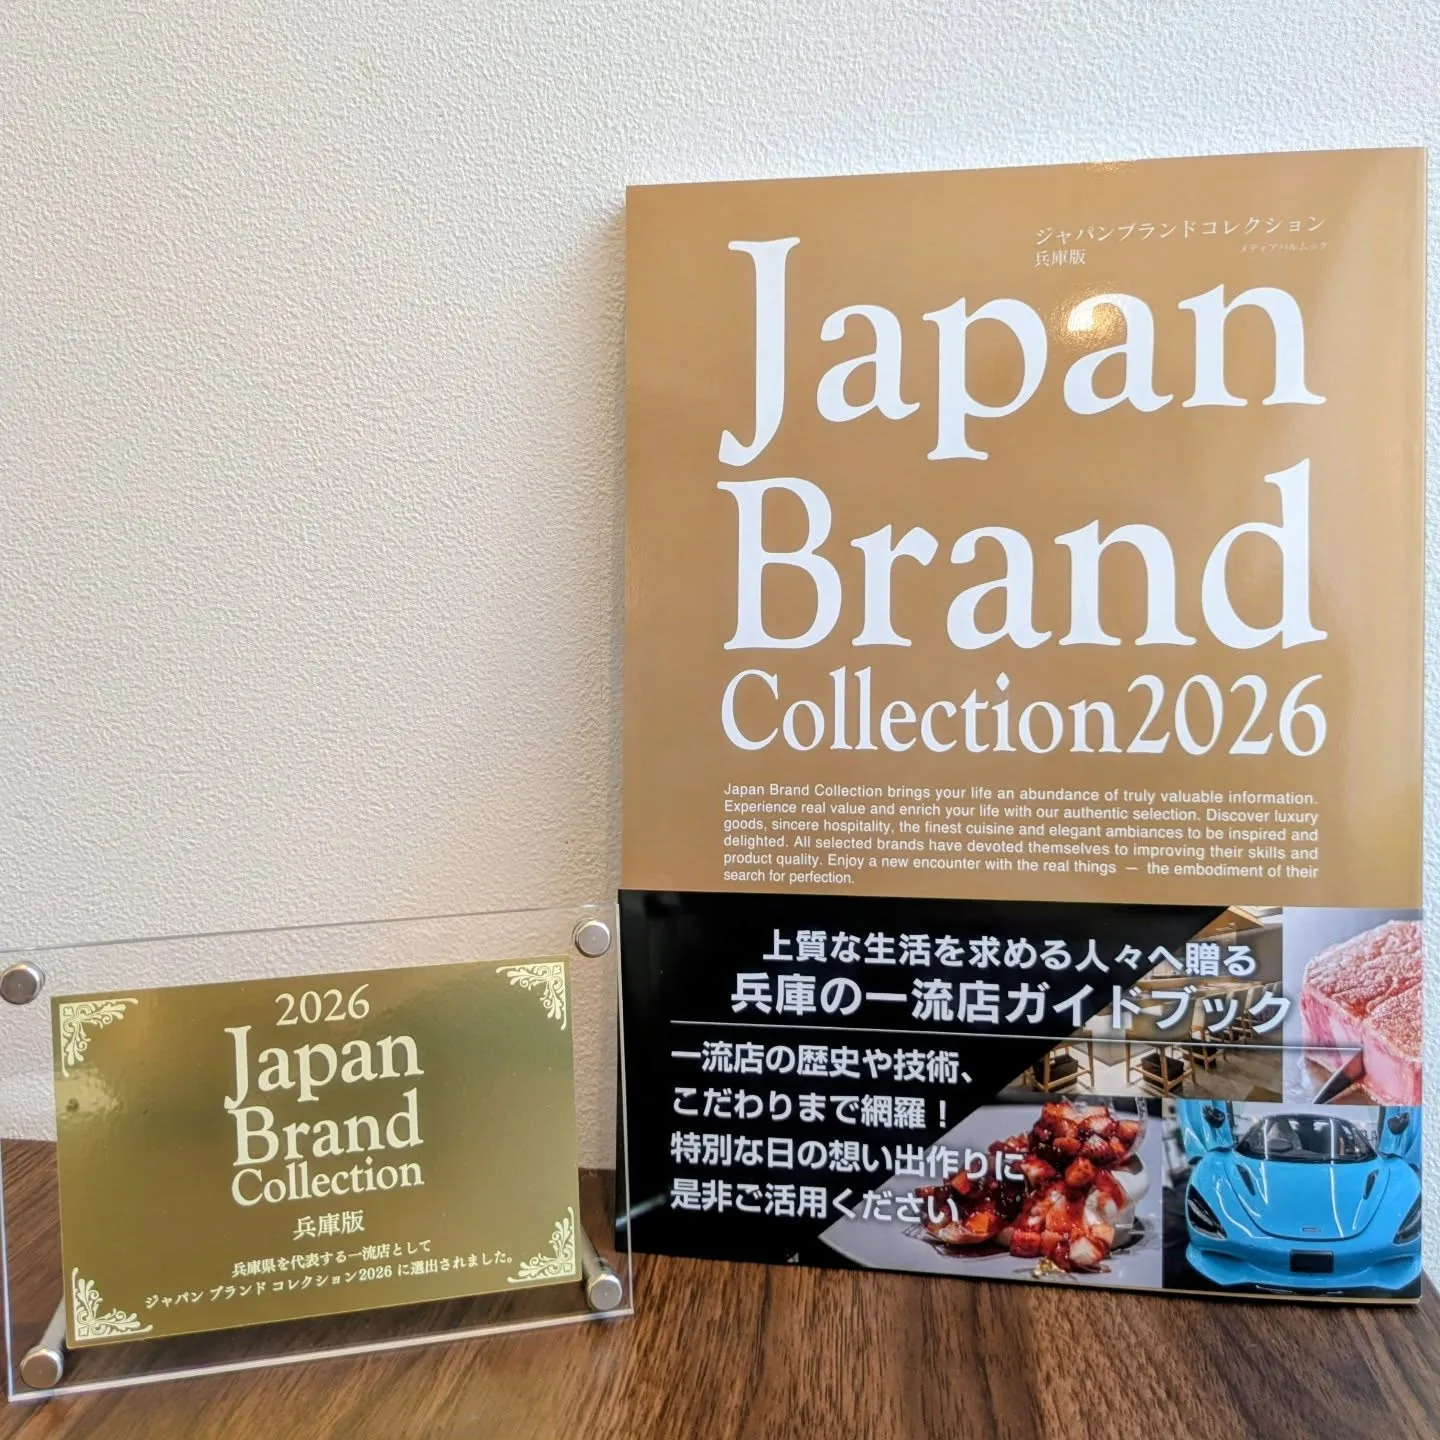 ジャパンブランドコレクション
兵庫版
メディアパルムック
Japan
Brand
Collection2026
Japan Brand Collection brings your life an abundance of truly valuable information.
Experience real value and enrich your life with our authentic selection. Discover luxury
goods, sincere hospitality, the finest cuisine and elegant ambiances to be inspired and
delighted. All selected brands have devoted themselves to improving their skills and
product quality. Enjoy a new encounter with the real things — the embodiment of their
search for perfection.
上質な生活を求める人々へ贈る
兵庫の一流店ガイドブック
一流店の歴史や技術、
こだわりまで網羅！
特別な日の想い出作りに
是非ご活用ください
2026
Japan
Brand
Collection
兵庫版
兵庫県を代表する一流店として
ジャパン ブランド コレクション2026 に選出されました。